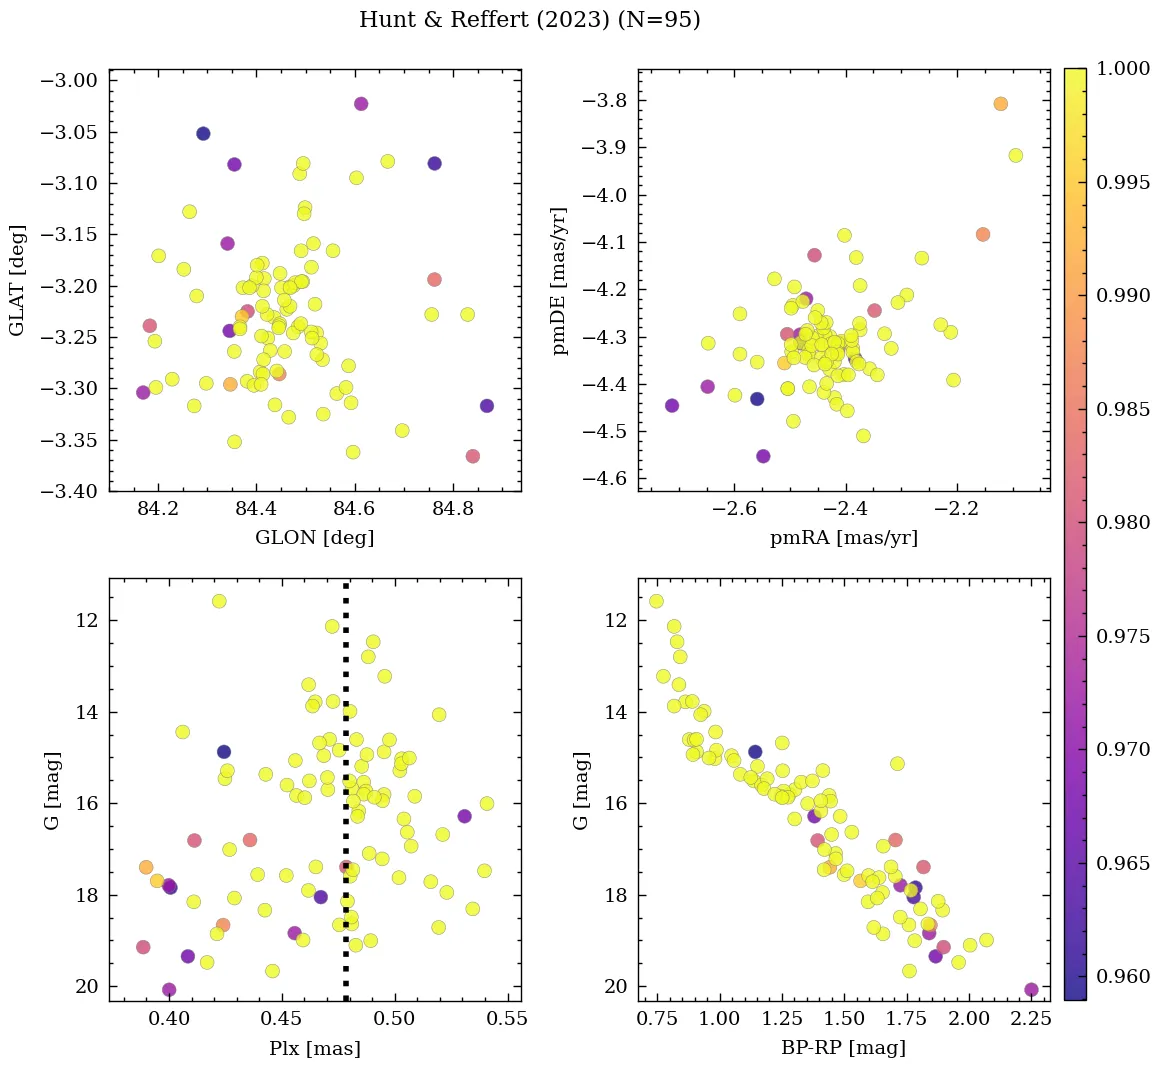 Hunt & Reffert (2023) (N=95)
−3.00
−3.05
−3.10
−3.15
−3.20
−3.25
−3.30
−3.35
−3.40
GLAT [deg]
84.2 84.4 84.6 84.8
GLON [deg]
−3.8
−3.9
−4.0
−4.1
−4.2
−4.3
−4.4
−4.5
−4.6
pmDE [mas/yr]
−2.6 −2.4 −2.2
pmRA [mas/yr]
12
14
16
18
20
G [mag]
0.40 0.45 0.50 0.55
Plx [mas]
12
14
16
18
20
G [mag]
0.75 1.00 1.25 1.50 1.75 2.00 2.25
BP-RP [mag]
1.000
0.995
0.990
0.985
0.980
0.975
0.970
0.965
0.960